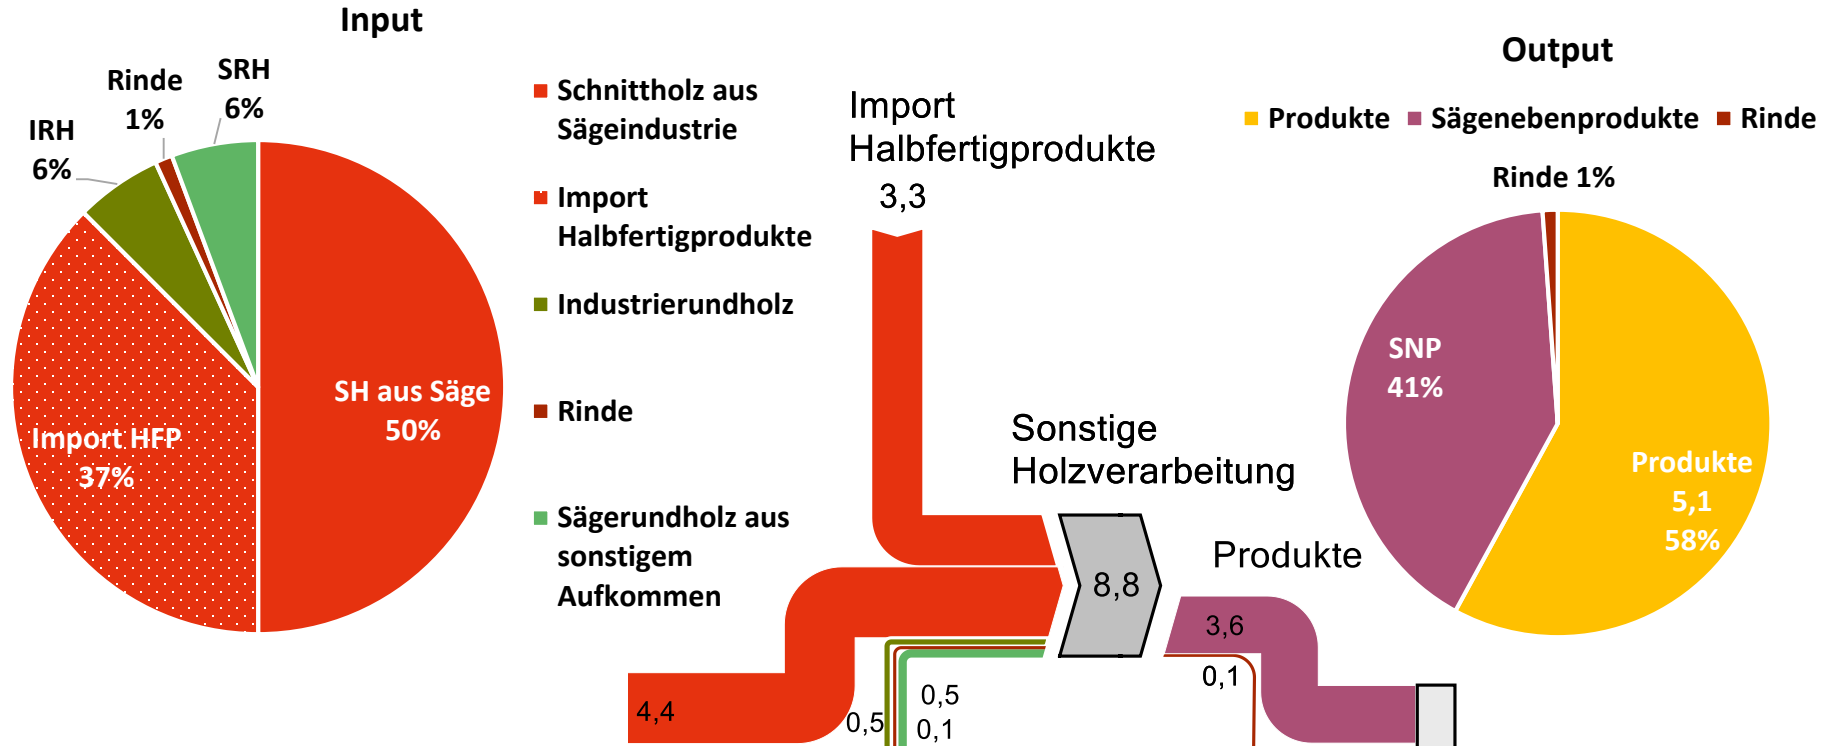 Input
Rinde
1%
SRH
6%
IRH
6%
SH aus Säge
50%
Import HFP
37%
Schnittholz aus
Sägeindustrie
Import
Halbfertigprodukte
Industrierundholz
Rinde
Sägerundholz aus
sonstigem
Aufkommen
Import
Halbfertigprodukte
3,3
Sonstige
Holzverarbeitung
8,8
Produkte
3,6
0,1
4,4
0,5
0,5
0,1
Output
Produkte Sägenebenprodukte Rinde
Rinde 1%
SNP
41%
Produkte
5,1
58%